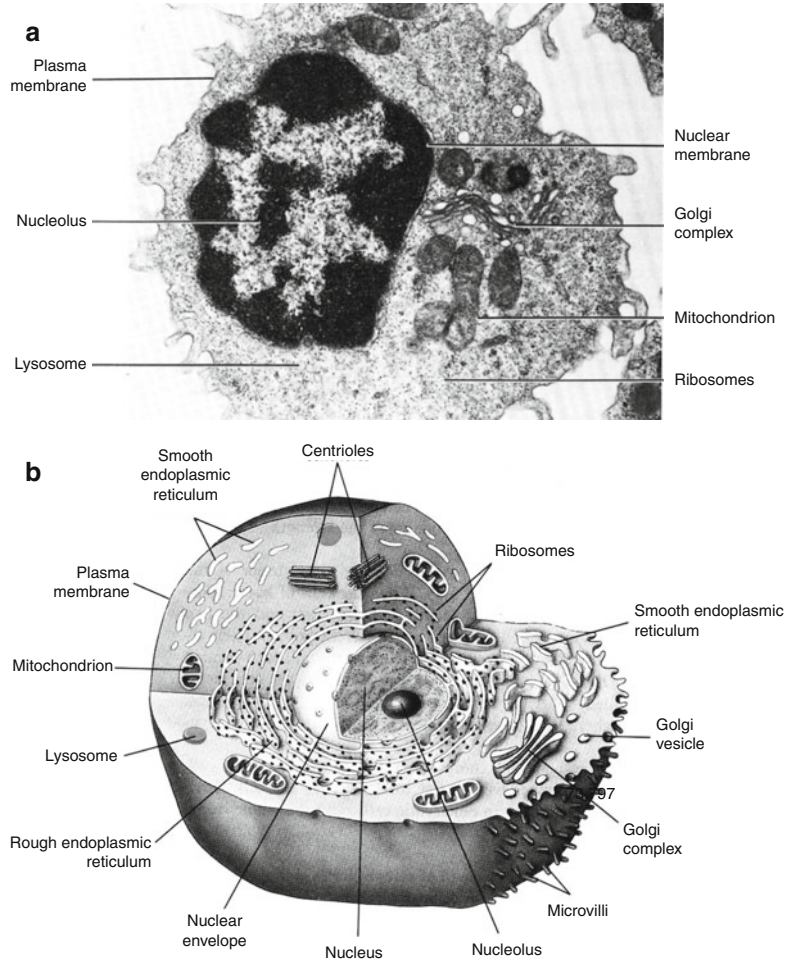 a
Plasma
membrane
Nuclear
membrane
Nucleolus
Golgi
complex
Mitochondrion
Lysosome
Ribosomes
b
Smooth
endoplasmic
reticulum
Centrioles
Ribosomes
Plasma
membrane
Smooth endoplasmic
reticulum
Mitochondrion
Golgi
vesicle
Lysosome
Golgi
complex
Rough endoplasmic
reticulum
Microvilli
Nuclear
envelope
Nucleus
Nucleolus